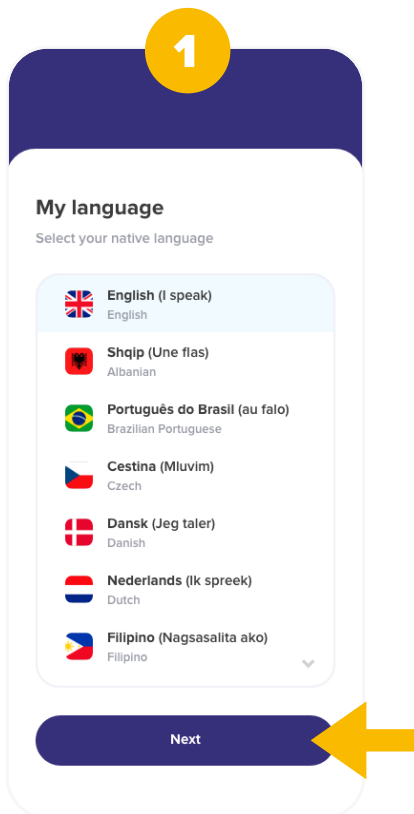 1
My language
Select your native language
English (I speak)
English
Shqip (Une flas)
Albanian
Português do Brasil (au falo)
Brazilian Portuguese
Cestina (Mluvim)
Czech
Dansk (Jeg taler)
Danish
Nederlands (Ik spreek)
Dutch
Filipino (Nagsasalita ako)
Filipino
Next